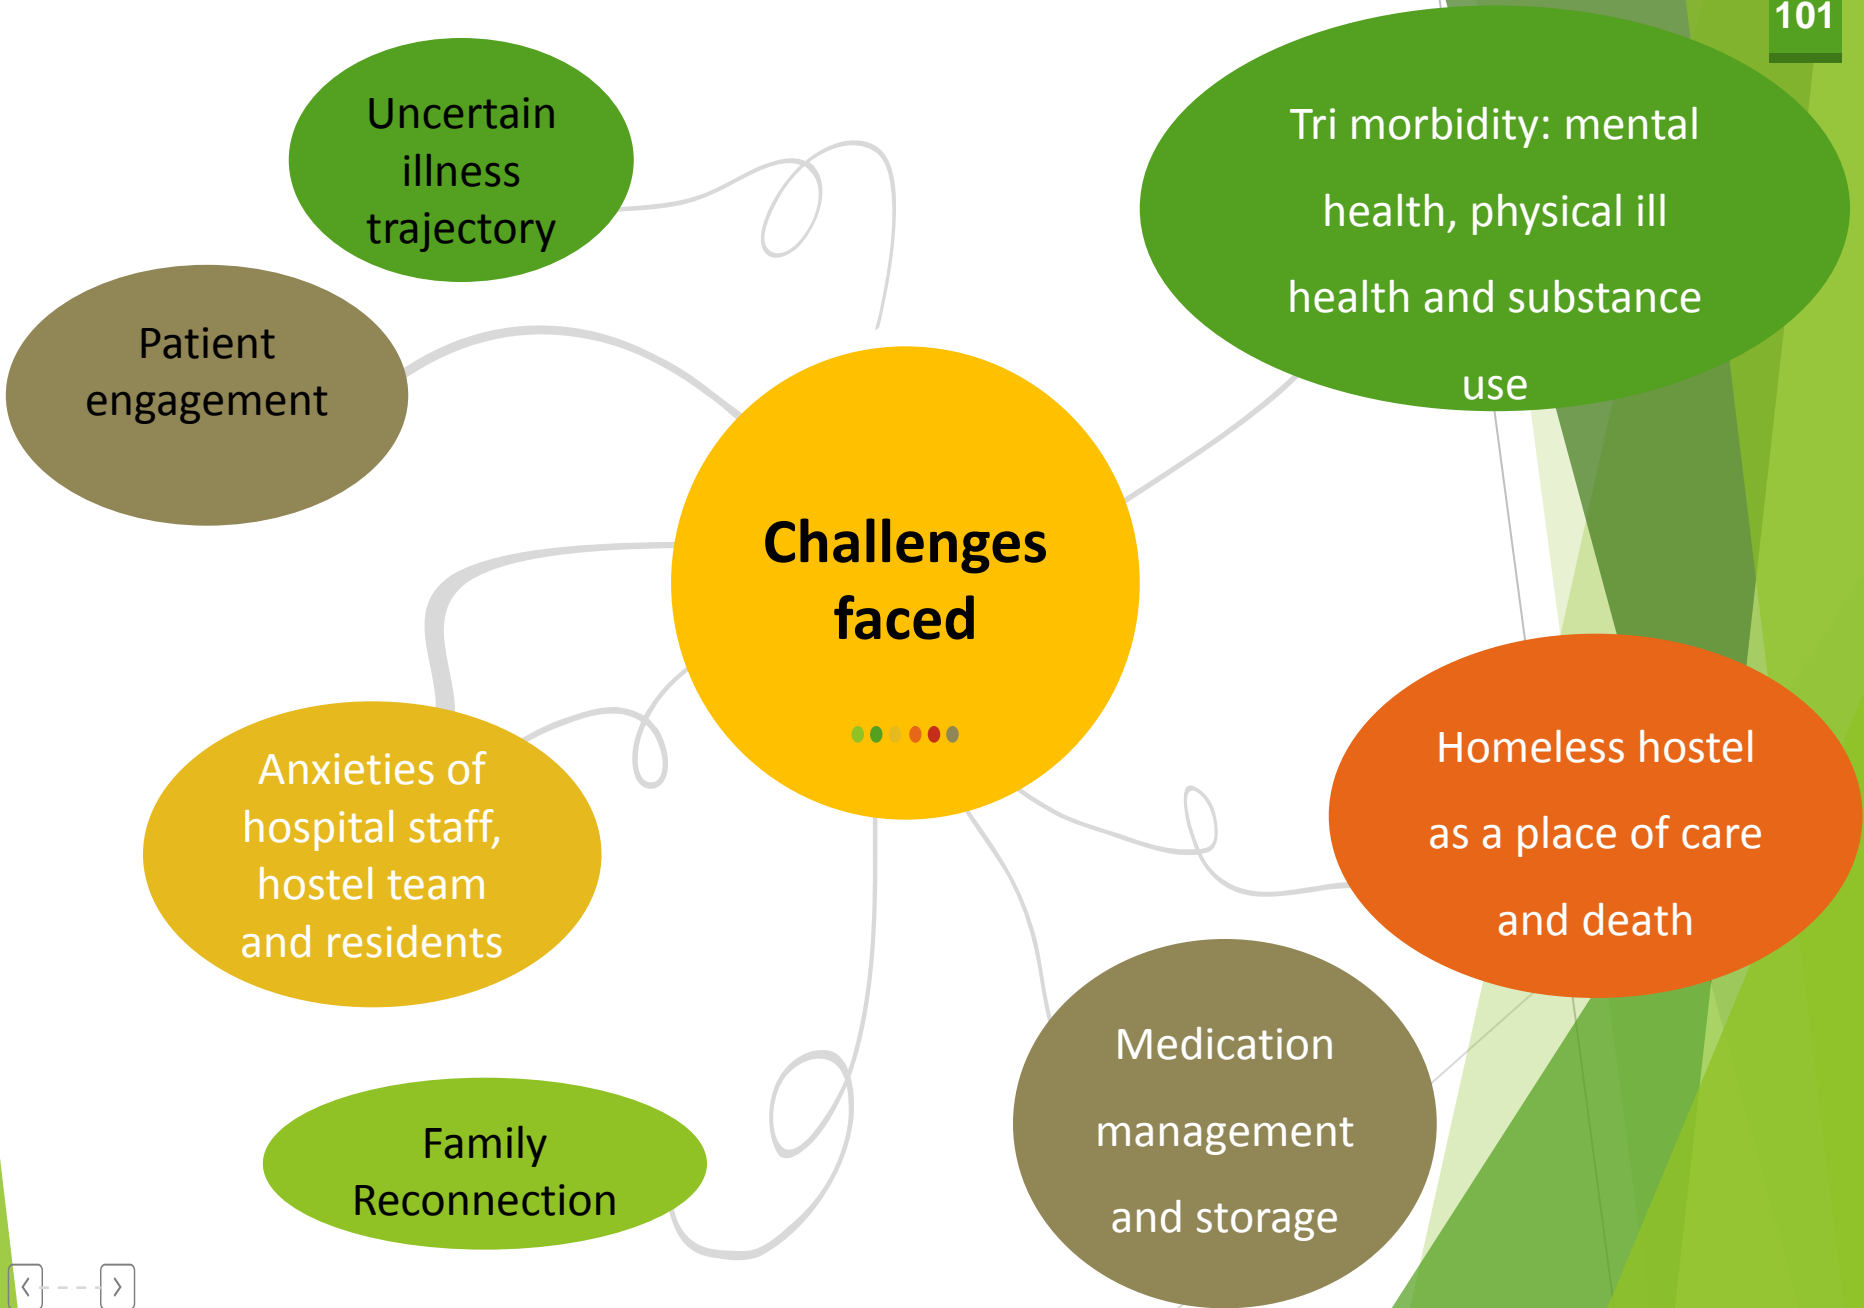 101
Uncertain
illness
trajectory
Tri morbidity: mental
health, physical ill
health and substance
use
Patient
engagement
Challenges
faced
Anxieties of
hospital staff,
hostel team
and residents
Homeless hostel
as a place of care
and death
Medication
management
and storage
Family
Reconnection